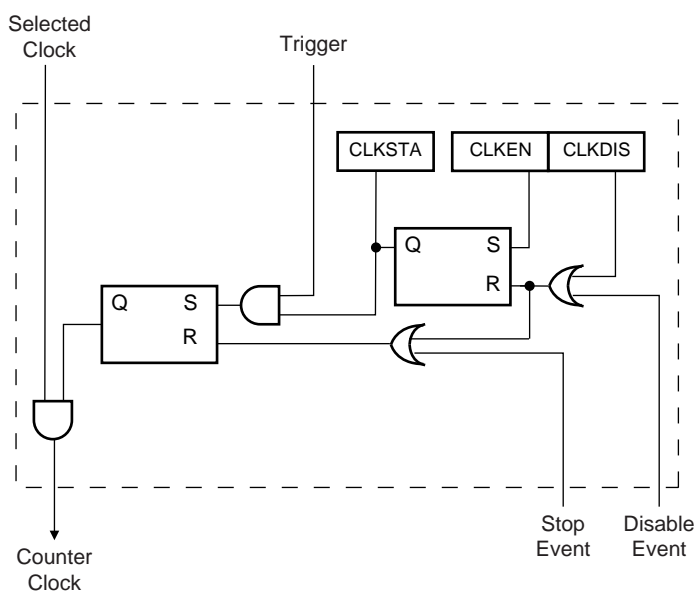 Selected
Clock
Trigger
CLKSTA
CLKEN
CLKDIS
Q
S
R
Q
S
R
Stop
Event
Disable
Event
Counter
Clock